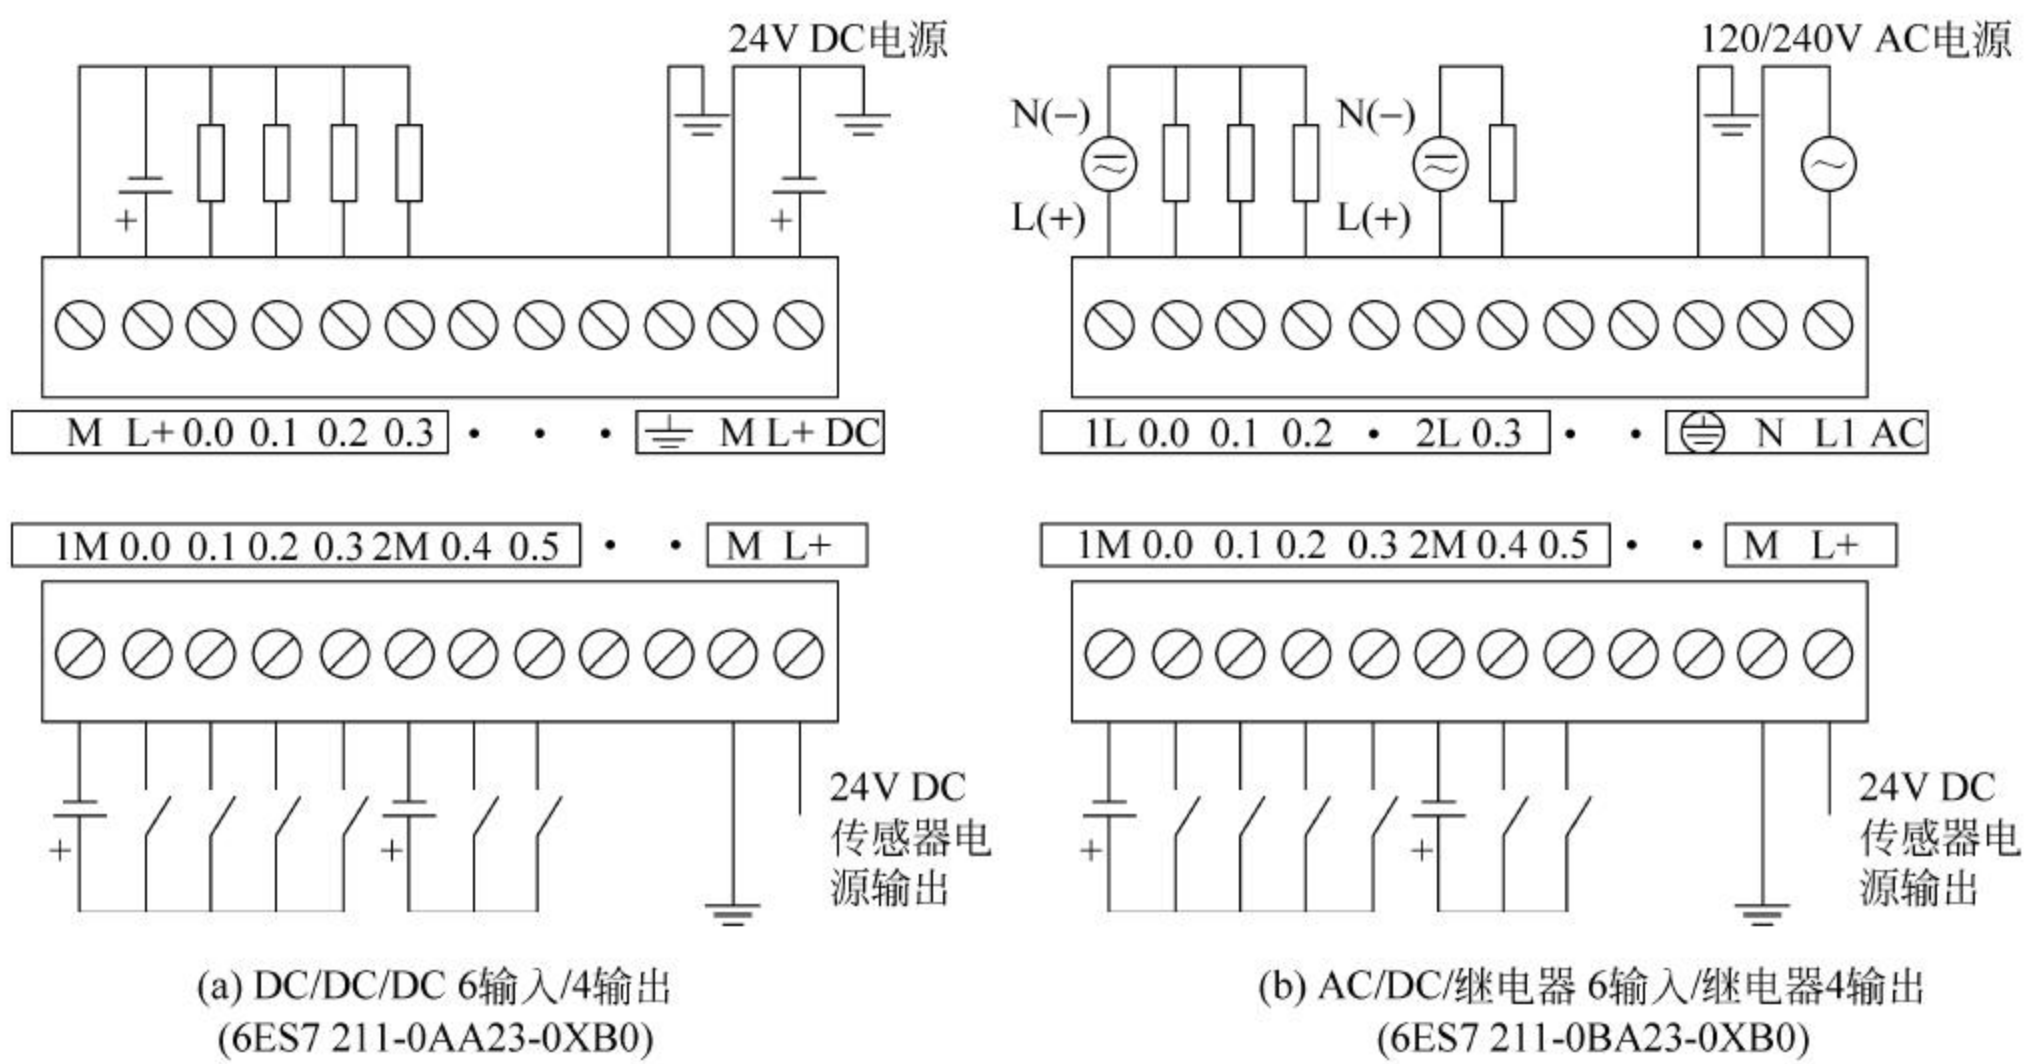 24V DC电源
+
+
M L+ 0.0 0.1 0.2 0.3 • • • M L+ DC
1M 0.0 0.1 0.2 0.3 2M 0.4 0.5 • • M L+
+
+
24V DC
传感器电
源输出
(a) DC/DC/DC 6输入/4输出
(6ES7 211-0AA23-0XB0)
120/240V AC电源
N(−)
N(−)
L(+)
L(+)
1L 0.0 0.1 0.2 • 2L 0.3 • • N L1 AC
1M 0.0 0.1 0.2 0.3 2M 0.4 0.5 • • M L+
+
+
24V DC
传感器电
源输出
(b) AC/DC/继电器 6输入/继电器4输出
(6ES7 211-0BA23-0XB0)